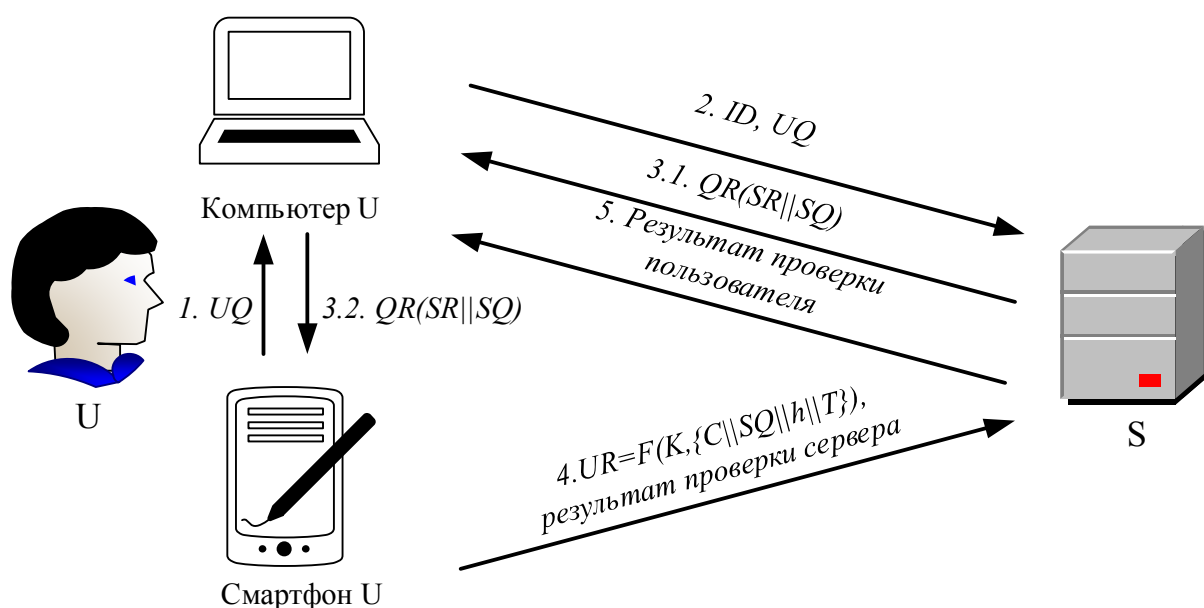 2. ID, UQ
3.1. QR(SR||SQ)
Компьютер U
5. Результат проверки
пользователя
1. UQ
3.2. QR(SR||SQ)
U
S
4.UR=F(K,{C||SQ||h||T}),
результат проверки сервера
Смартфон U